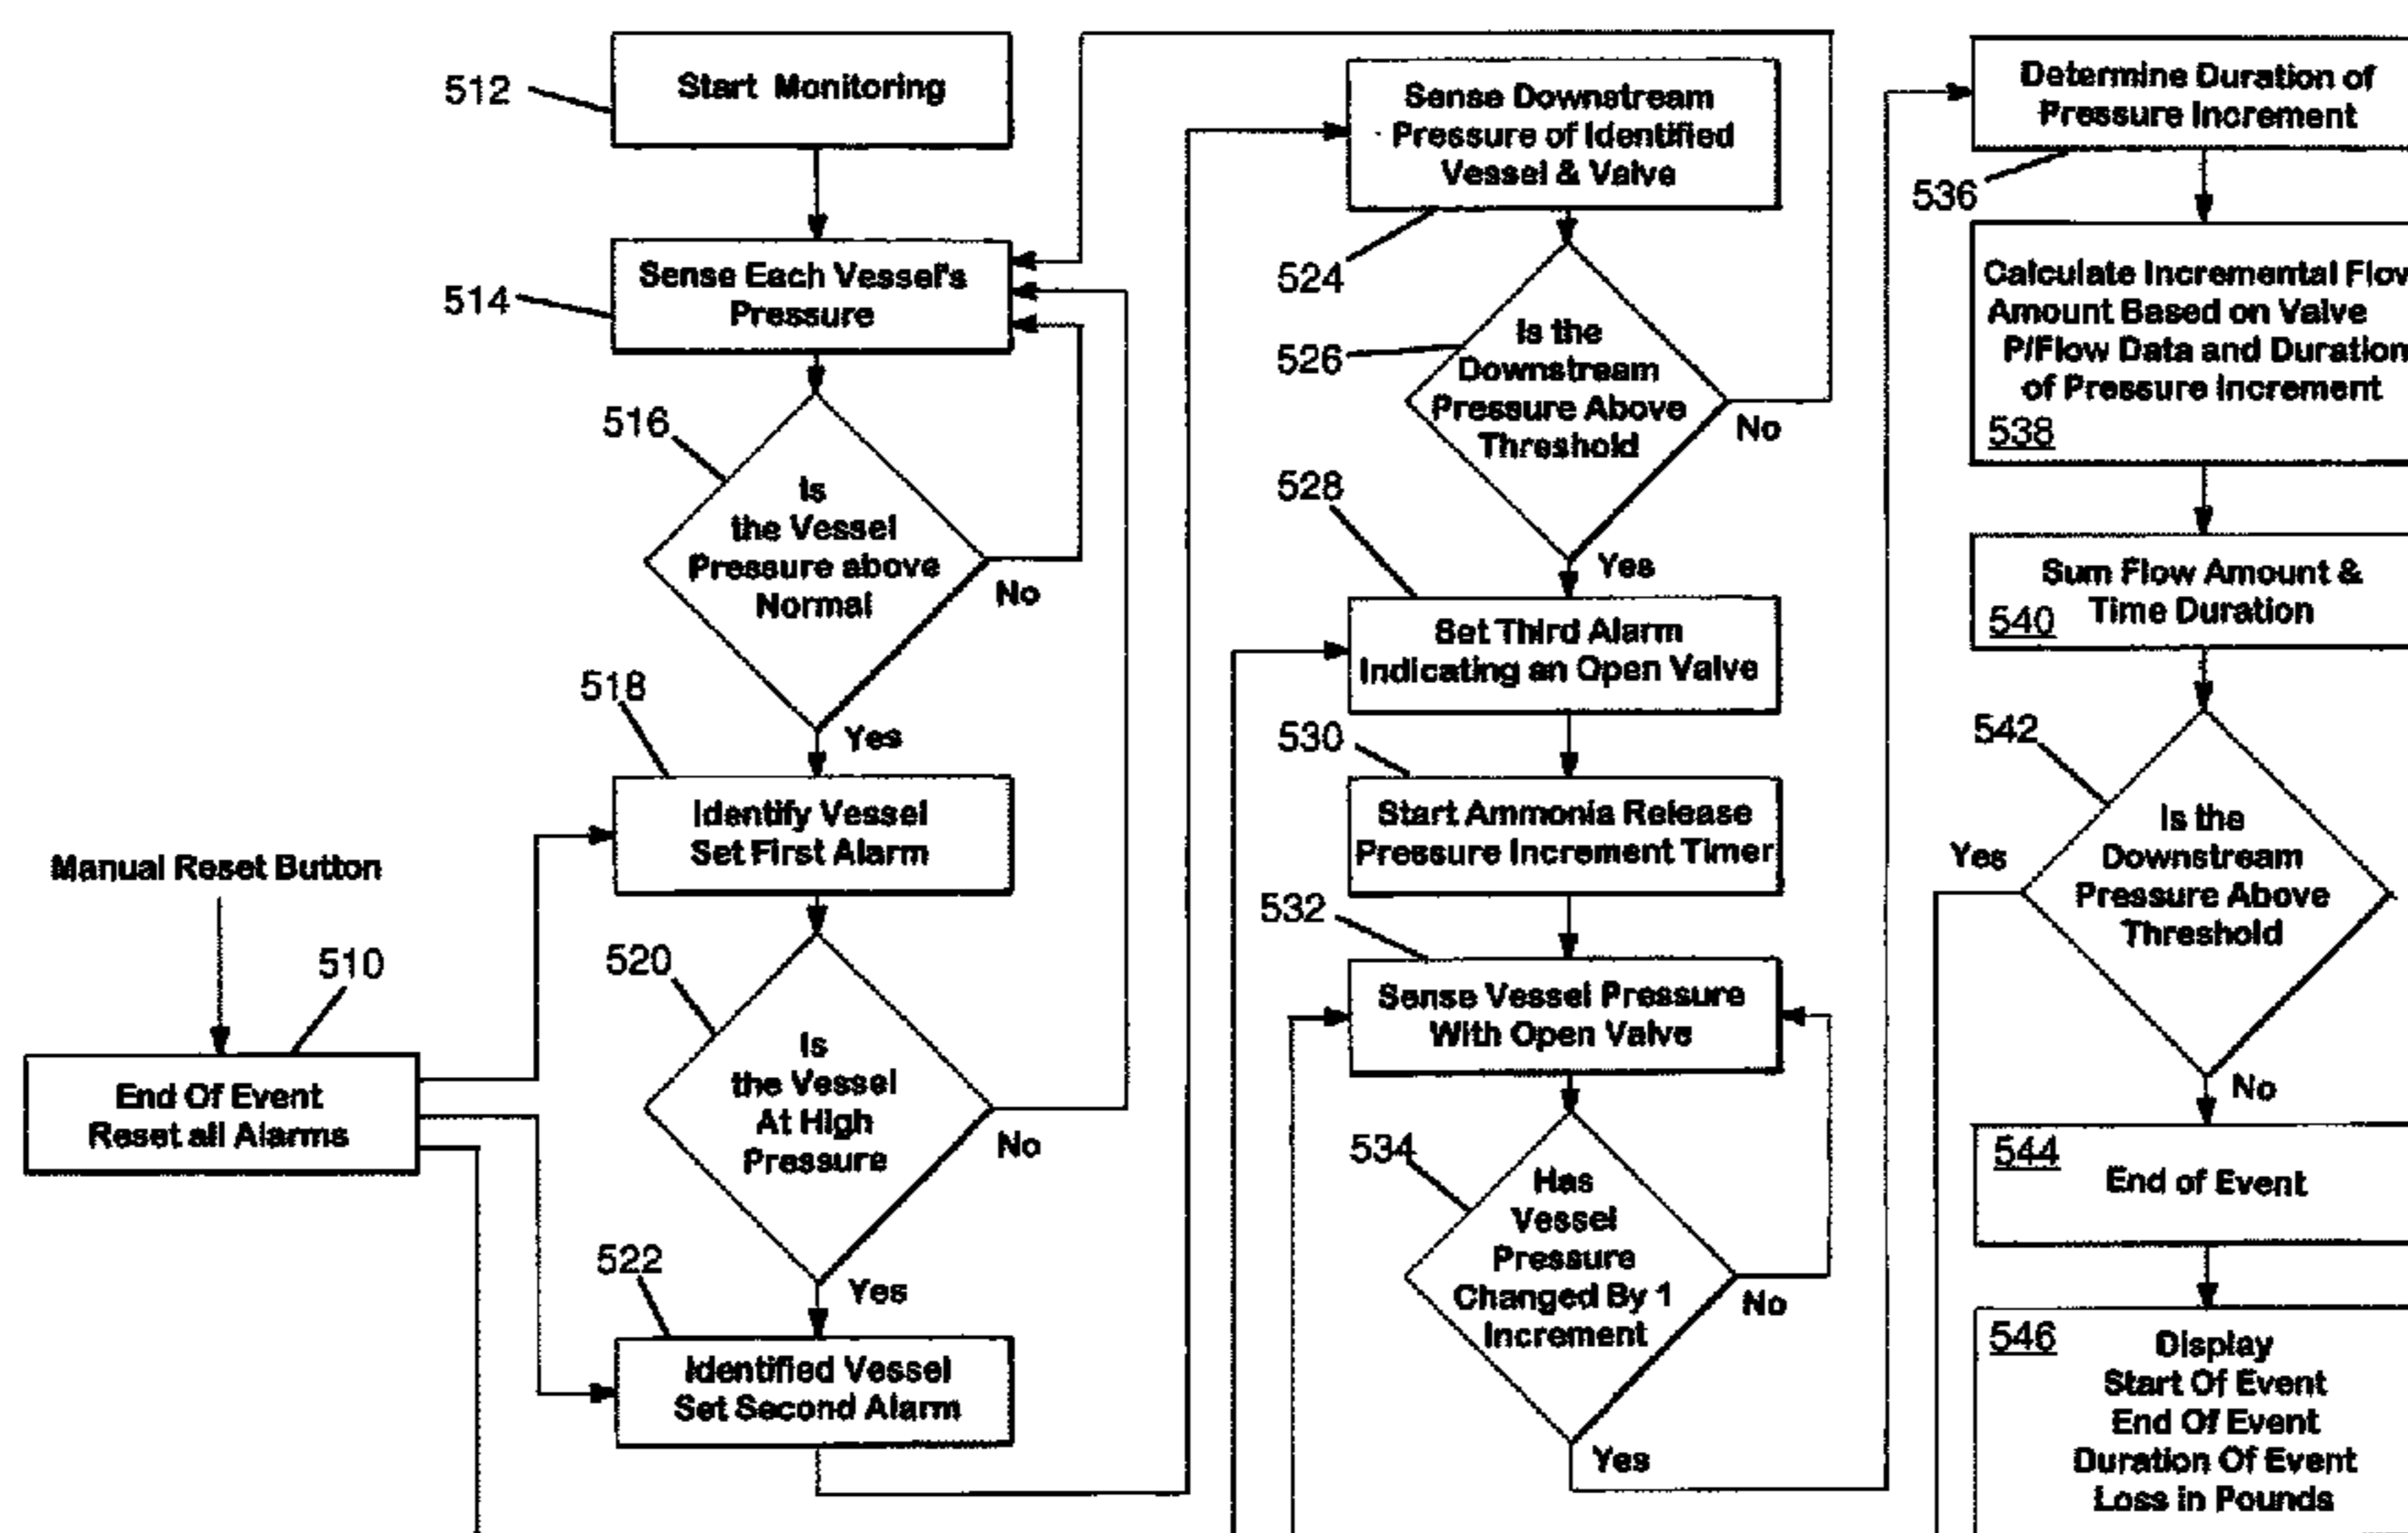 512
Start Monitoring
514
Sense Each Vessel's
Pressure
516
Is
the Vessel
Pressure above
Normal
No
Yes
518
Identify Vessel
Set First Alarm
Manual Reset Button
510
End Of Event
Reset all Alarms
520
Is
the Vessel
At High
Pressure
No
Yes
522
Identified Vessel
Set Second Alarm
Sense Downstream
Pressure of Identified
Vessel & Valve
524
526
Is the
Downstream
Pressure Above
Threshold
No
Yes
528
Set Third Alarm
Indicating an Open Valve
530
Start Ammonia Release
Pressure Increment Timer
532
Sense Vessel Pressure
With Open Valve
534
Has
Vessel
Pressure
Changed By 1
Increment
No
Yes
Determine Duration of
Pressure Increment
536
Calculate Incremental Flow
Amount Based on Valve
P/Flow Data and Duration
of Pressure Increment
538
Sum Flow Amount &
Time Duration
540
542
Is the
Downstream
Pressure Above
Threshold
Yes
No
544
End of Event
546
Display
Start Of Event
End Of Event
Duration Of Event
Loss in Pounds